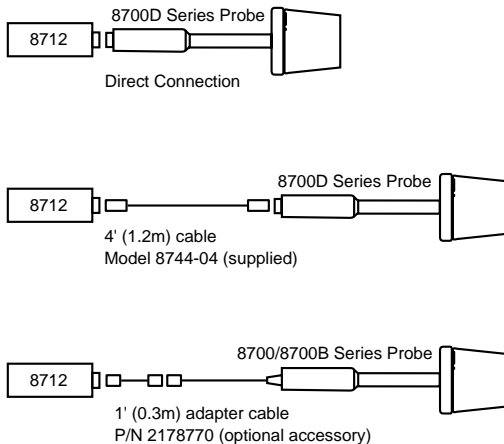 8700D Series Probe
8712
Direct Connection
8700D Series Probe
8712
4' (1.2m) cable
Model 8744-04 (supplied)
8700/8700B Series Probe
8712
1' (0.3m) adapter cable
P/N 2178770 (optional accessory)